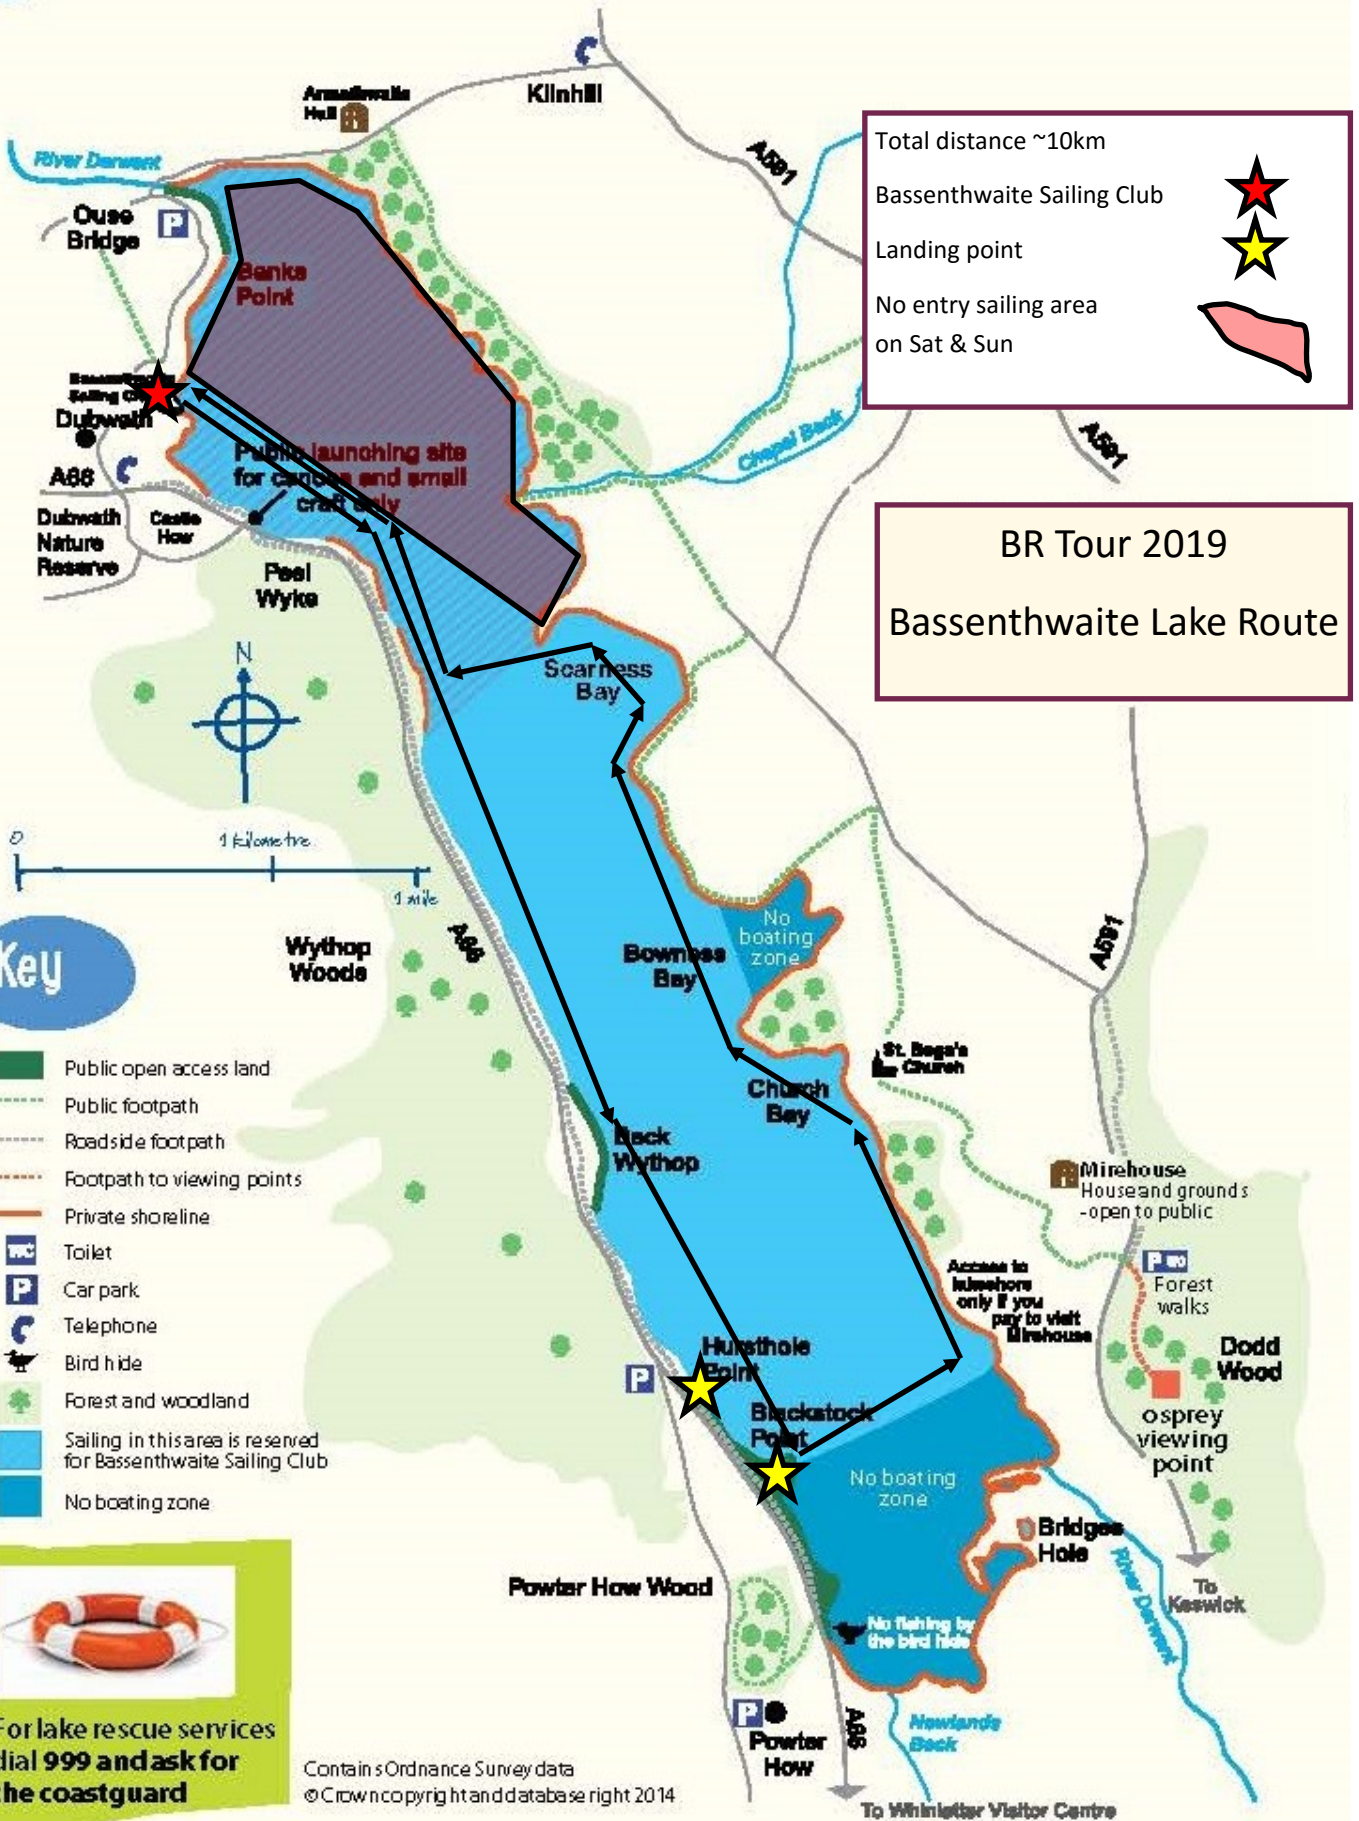 Armathwaite
Hall
Kilnhill
A591
River Derwent
Ouse
Bridge
P
Banks
Point
Total distance ~10km
Bassenthwaite Sailing Club
Landing point
No entry sailing area
on Sat & Sun
Bassenthwaite
Sailing Club
Dubwath
A66
Public launching site
for canoes and small
craft only
Chapel Beck
A591
Dubwath
Nature
Reserve
Castle
How
Peel
Wyke
BR Tour 2019
Bassenthwaite Lake Route
N
Scarness
Bay
0
1 kilometre
1 mile
A66
Wythop
Woods
No
boating
zone
Bowness
Bay
A591
Key
Public open access land
Public footpath
Roadside footpath
Footpath to viewing points
Private shoreline
WC
Toilet
P
Car park
Telephone
Bird hide
Forest and woodland
Sailing in this area is reserved
for Bassenthwaite Sailing Club
No boating zone
St. Bega's
Church
Church
Bay
Beck
Wythop
Mirehouse
House and grounds
-open to public
P WC
Forest
walks
Access to
lakeshore
only if you
pay to visit
Mirehouse
Dodd
Wood
osprey
viewing
point
Hursthole
Point
P
Blackstock
Point
No boating
zone
Bridges
Hole
River Derwent
To
Keswick
Powter How Wood
No fishing by
the bird hide
P
Powter
How
A66
Newlands
Beck
To Whinlatter Visitor Centre
For lake rescue services
dial 999 and ask for
the coastguard
Contains Ordnance Survey data
© Crown copyright and database right 2014